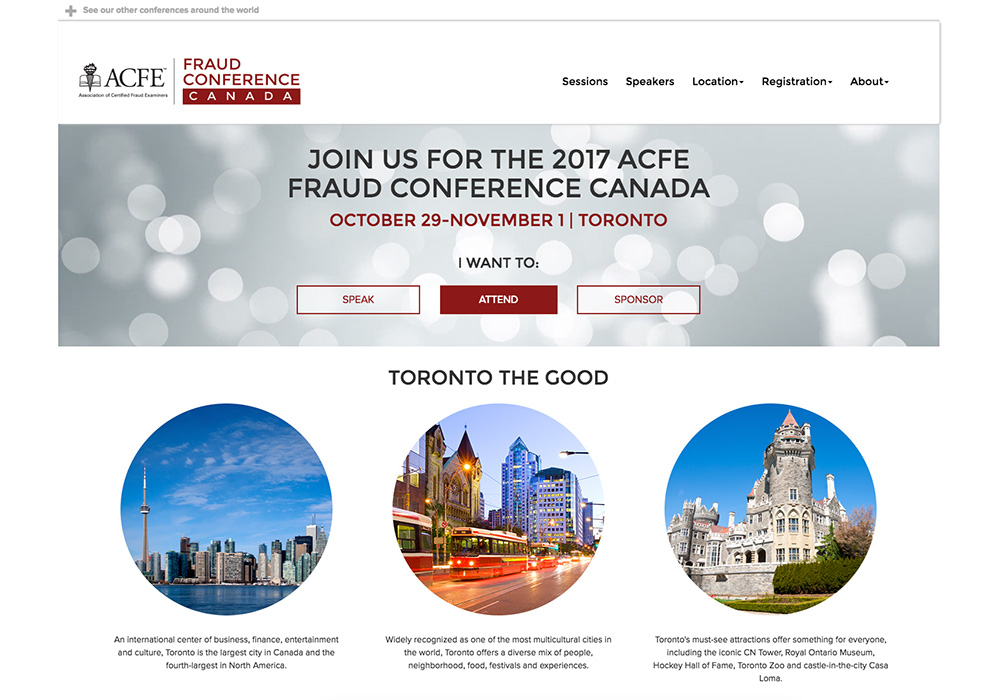 See our other conferences around the world
ACFE™
Association of Certified Fraud Examiners
FRAUD
CONFERENCE
CANADA
Sessions Speakers Location Registration About
JOIN US FOR THE 2017 ACFE
FRAUD CONFERENCE CANADA
OCTOBER 29-NOVEMBER 1 | TORONTO
I WANT TO:
SPEAK ATTEND SPONSOR
TORONTO THE GOOD
An international center of business, finance, entertainment
and culture, Toronto is the largest city in Canada and the
fourth-largest in North America.
Widely recognized as one of the most multicultural cities in
the world, Toronto offers a diverse mix of people,
neighborhood, food, festivals and experiences.
Toronto's must-see attractions offer something for everyone,
including the iconic CN Tower, Royal Ontario Museum,
Hockey Hall of Fame, Toronto Zoo and castle-in-the-city Casa
Loma.